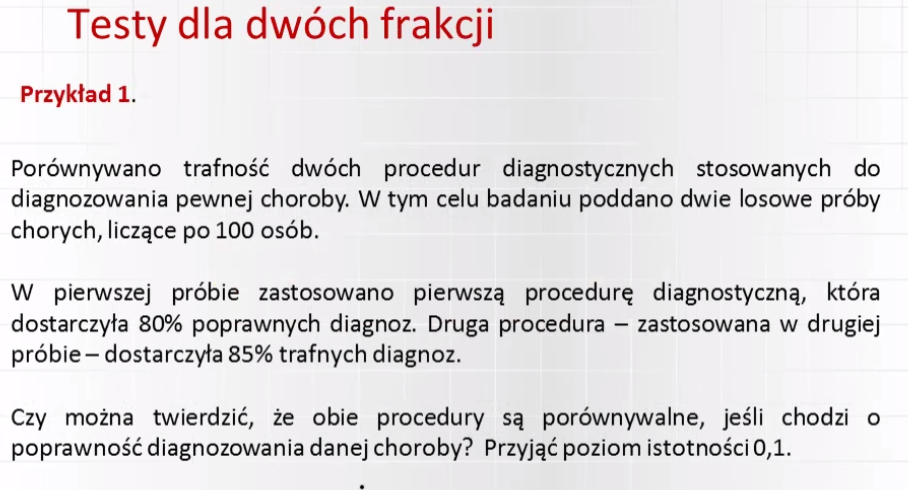 Testy dla dwóch frakcji
Przykład 1.
Porównywano trafność dwóch procedur diagnostycznych stosowanych do
diagnozowania pewnej choroby. W tym celu badaniu poddano dwie losowe próby
chorych, liczące po 100 osób.
W pierwszej próbie zastosowano pierwszą procedurę diagnostyczną, która
dostarczyła 80% poprawnych diagnoz. Druga procedura – zastosowana w drugiej
próbie – dostarczyła 85% trafnych diagnoz.
Czy można twierdzić, że obie procedury są porównywalne, jeśli chodzi o
poprawność diagnozowania danej choroby? Przyjąć poziom istotności 0,1.